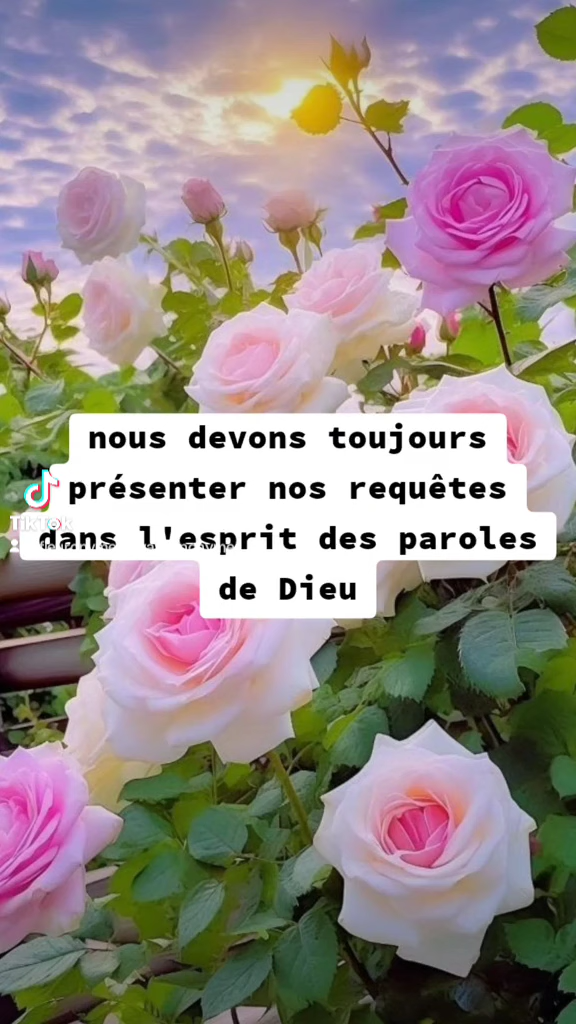 nous devons toujours
présenter nos requêtes
dans l'esprit des paroles
de Dieu
TikTok